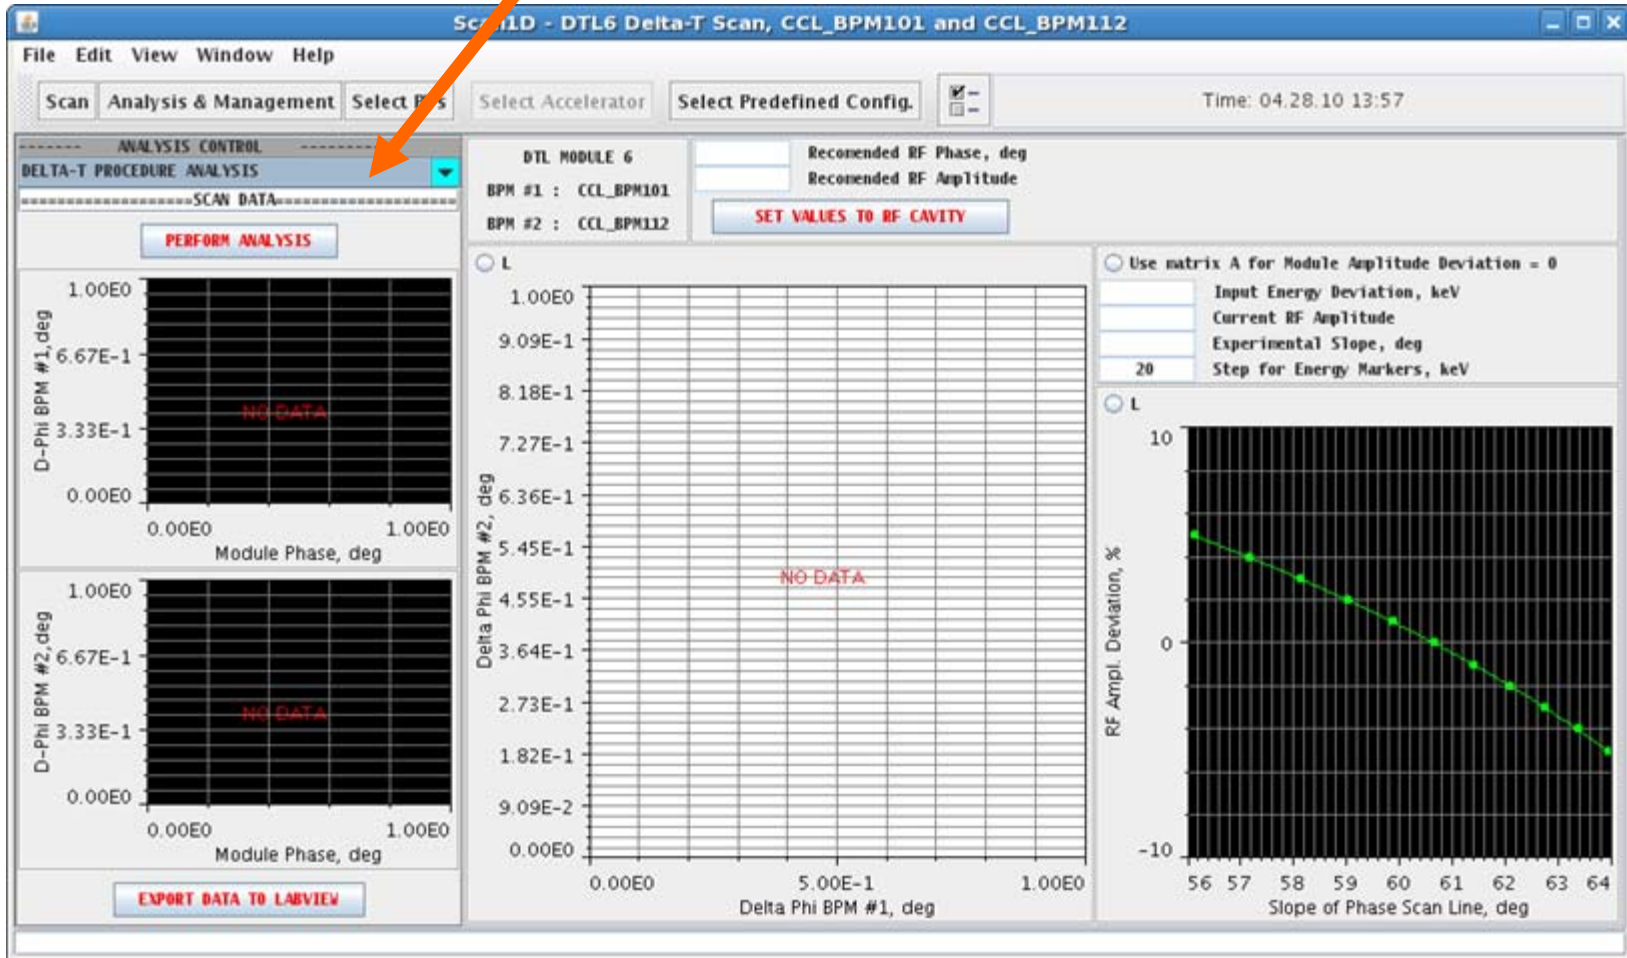 Scan1D - DTL6 Delta-T Scan, CCL_BPM101 and CCL_BPM112
File Edit View Window Help
Scan Analysis & Management Select Select Accelerator Select Predefined Config. Time: 04.28.10 13:57
------- ANALYSIS CONTROL -------
DELTA-T PROCEDURE ANALYSIS
===================SCAN DATA====================
PERFORM ANALYSIS
1.00E0
6.67E-1
3.33E-1
0.00E0
D-Phi BPM #1,deg
NO DATA
0.00E0 1.00E0
Module Phase, deg
1.00E0
6.67E-1
3.33E-1
0.00E0
D-Phi BPM #2,deg
NO DATA
0.00E0 1.00E0
Module Phase, deg
EXPORT DATA TO LABVIEW
DTL MODULE 6
BPM #1 : CCL_BPM101
BPM #2 : CCL_BPM112
Recomended RF Phase, deg
Recomended RF Amplitude
SET VALUES TO RF CAVITY
L
1.00E0
9.09E-1
8.18E-1
7.27E-1
6.36E-1
5.45E-1
4.55E-1
3.64E-1
2.73E-1
1.82E-1
9.09E-2
0.00E0
Delta Phi BPM #2, deg
NO DATA
0.00E0 5.00E-1 1.00E0
Delta Phi BPM #1, deg
Use matrix A for Module Amplitude Deviation = 0
Input Energy Deviation, keV
Current RF Amplitude
Experimental Slope, deg
20 Step for Energy Markers, keV
L
10
0
-10
RF Ampl. Deviation, %
56 57 58 59 60 61 62 63 64
Slope of Phase Scan Line, deg